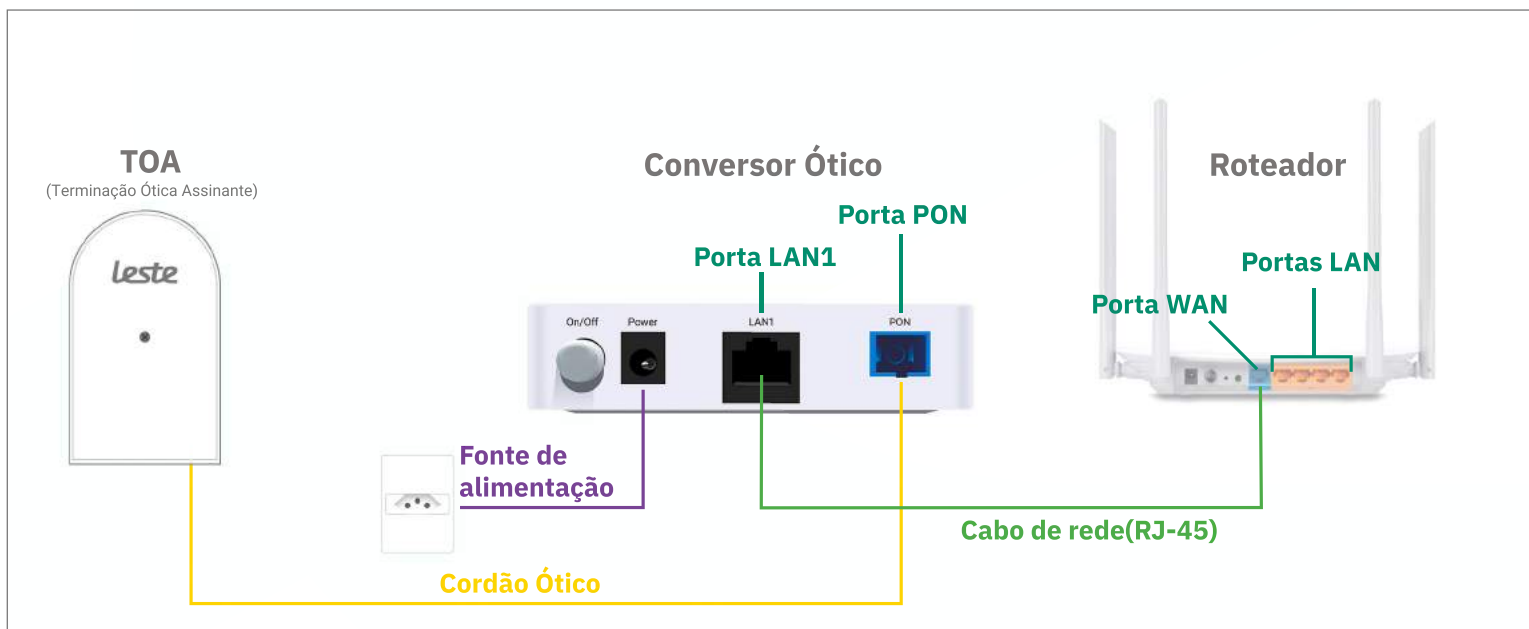 TOA
(Terminação Ótica Assinante)
leste
Conversor Ótico
Porta PON
Porta LAN1
On/Off
Power
LAN1
PON
Roteador
Portas LAN
Porta WAN
Fonte de
alimentação
Cabo de rede(RJ-45)
Cordão Ótico